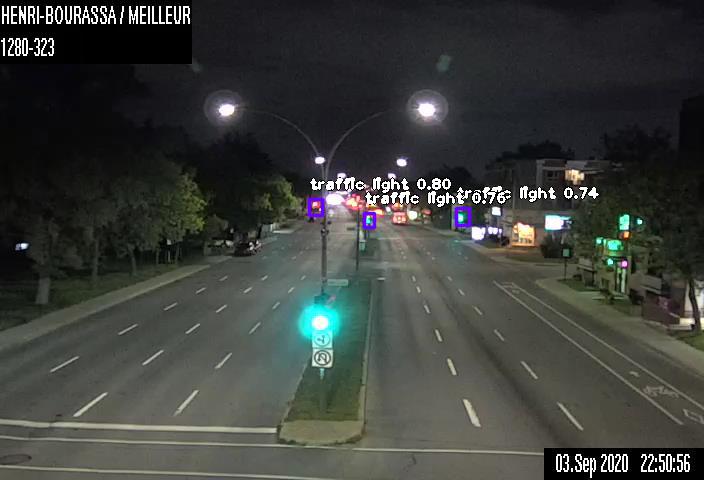 HENRI-BOURASSA / MEILLEUR
1280-323
traffic light 0.80
traffic light 0.76
traffic light 0.74
03.Sep 2020 22:50:56